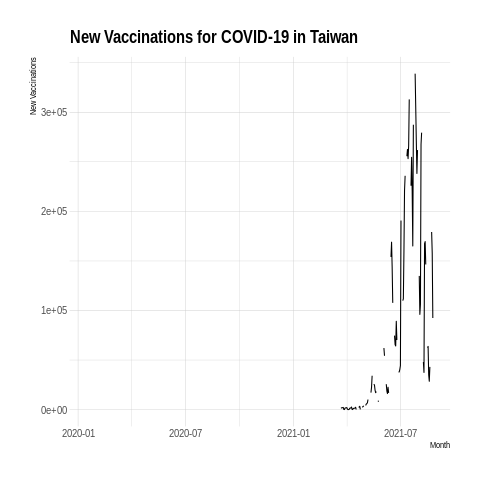 New Vaccinations for COVID-19 in Taiwan
New Vaccinations
3e+05
2e+05
1e+05
0e+00
2020-01 2020-07 2021-01 2021-07
Month